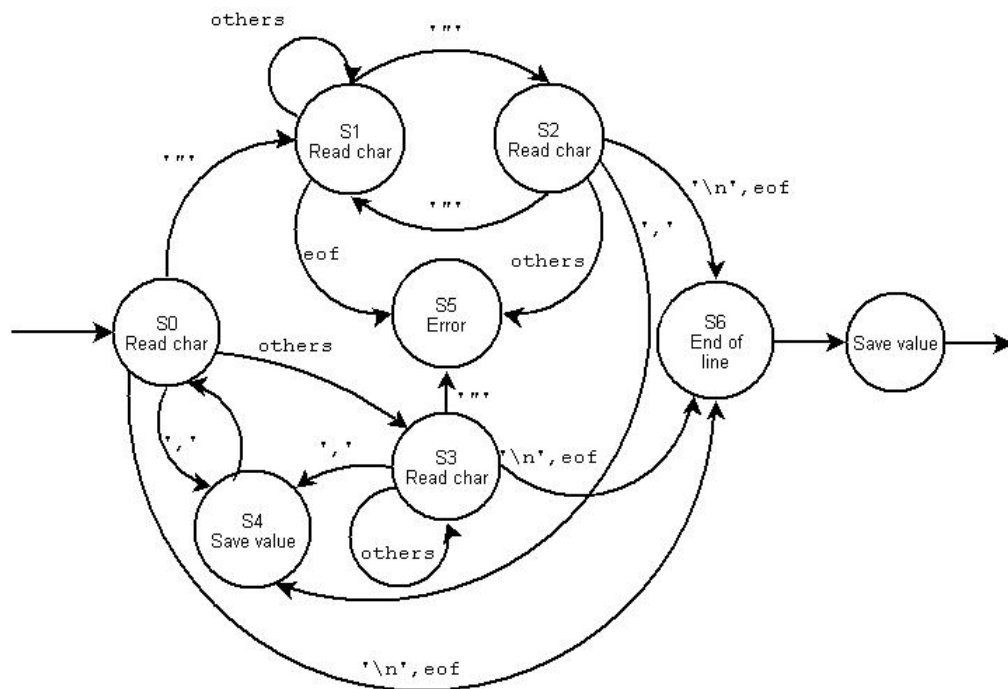 others
'"'
S1
Read char
S2
Read char
'"'
'"'
'\n',eof
','
eof
others
S0
Read char
S5
Error
S6
End of
line
Save value
others
'"'
','
','
S3
Read char
'\n',eof
S4
Save value
others
'\n',eof